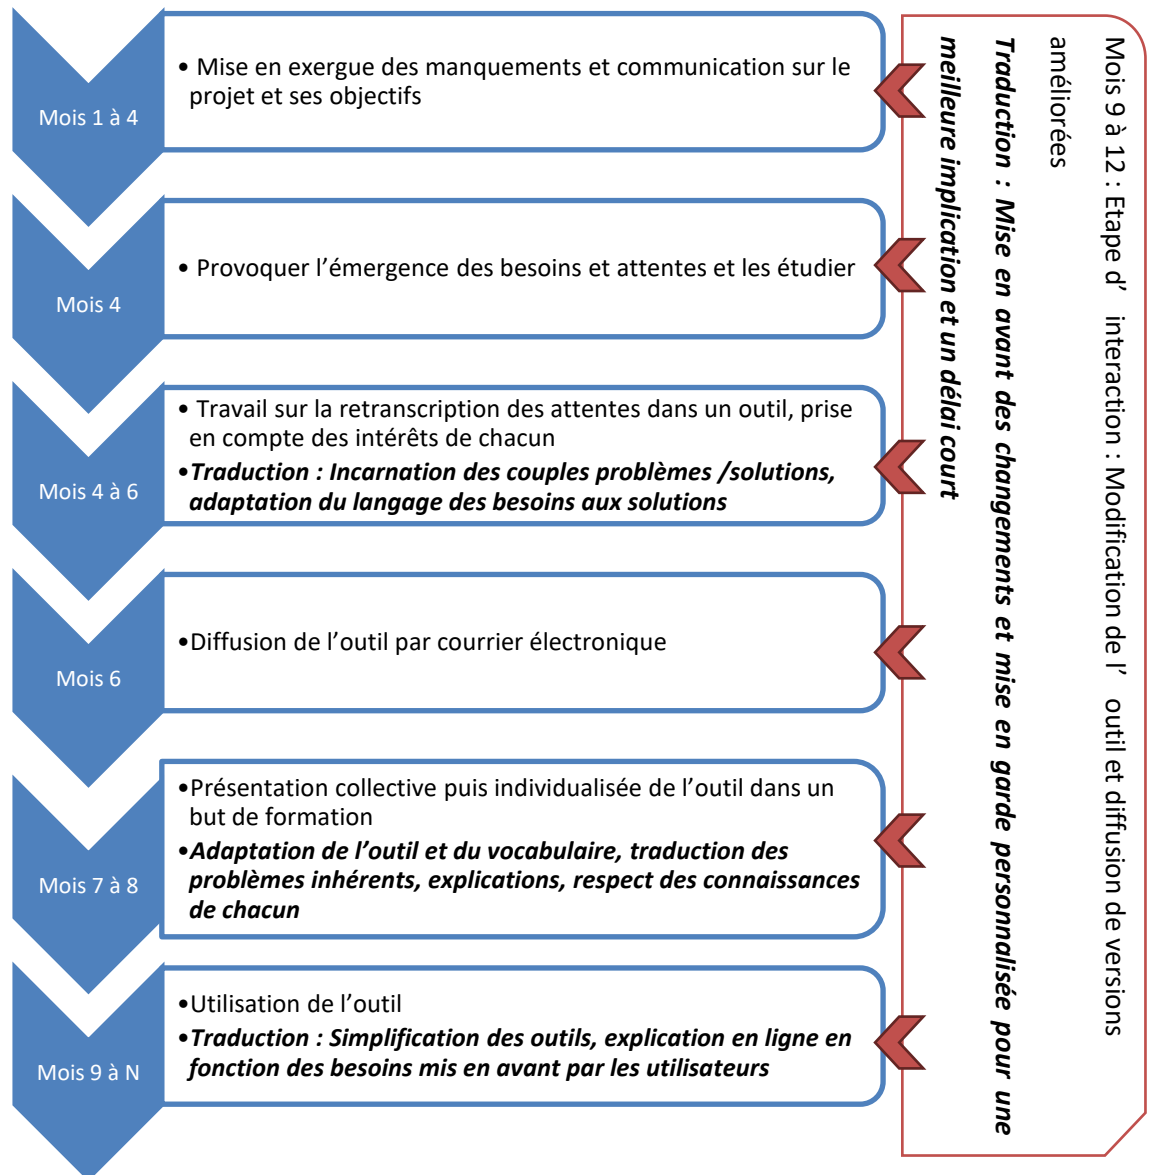 Mois 1 à 4
• Mise en exergue des manquements et communication sur le
projet et ses objectifs
Mois 4
• Provoquer l’émergence des besoins et attentes et les étudier
Mois 4 à 6
• Travail sur la retranscription des attentes dans un outil, prise
en compte des intérêts de chacun
•Traduction : Incarnation des couples problèmes /solutions,
adaptation du langage des besoins aux solutions
Mois 6
•Diffusion de l’outil par courrier électronique
Mois 7 à 8
•Présentation collective puis individualisée de l’outil dans un
but de formation
•Adaptation de l’outil et du vocabulaire, traduction des
problèmes inhérents, explications, respect des connaissances
de chacun
Mois 9 à N
•Utilisation de l’outil
•Traduction : Simplification des outils, explication en ligne en
fonction des besoins mis en avant par les utilisateurs
Mois 9 à 12 : Etape d’ interaction : Modification de l’ outil et diffusion de versions
améliorées
Traduction : Mise en avant des changements et mise en garde personnalisée pour une
meilleure implication et un délai court